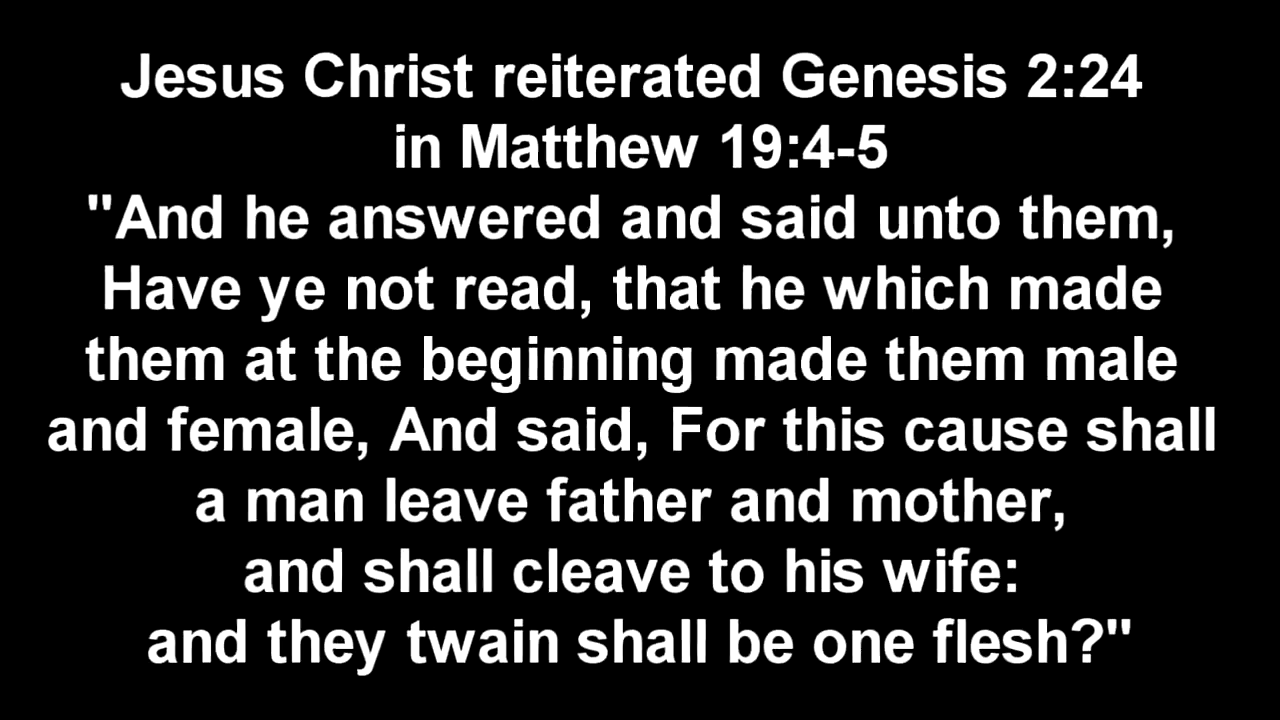 Jesus Christ reiterated Genesis 2:24
in Matthew 19:4-5
"And he answered and said unto them,
Have ye not read, that he which made
them at the beginning made them male
and female, And said, For this cause shall
a man leave father and mother,
and shall cleave to his wife:
and they twain shall be one flesh?"